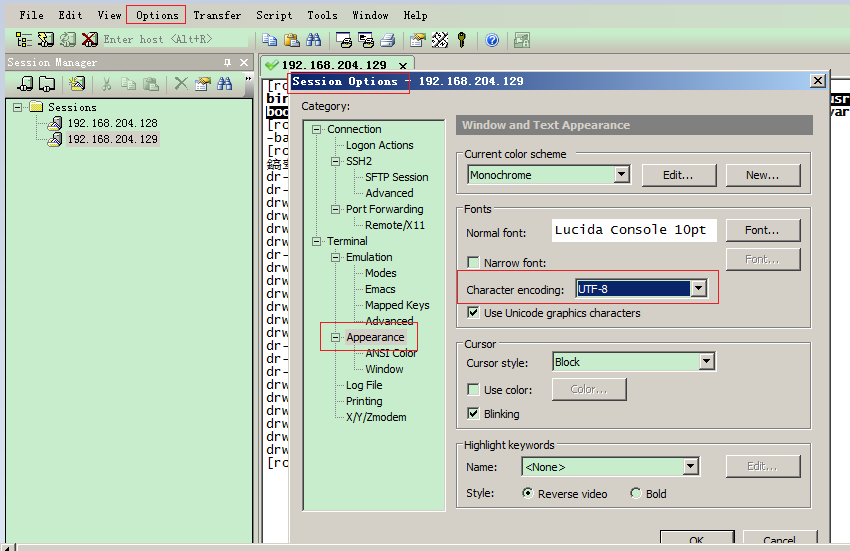 File Edit View Options Transfer Script Tools Window Help
Enter host <Alt+R>
Session Manager
192.168.204.129
Sessions
192.168.204.128
192.168.204.129
[ro
bin
boo
[ro
-ba
[ro
dr-
dr-
drw
drw
drw
drw
dr-
drw
drw
drw
drw
drw
dr-
dr-
drw
drw
drw
drw
drw
[ro
usr
var
Session Options - 192.168.204.129
Category:
Connection
Logon Actions
SSH2
SFTP Session
Advanced
Port Forwarding
Remote/X11
Terminal
Emulation
Modes
Emacs
Mapped Keys
Advanced
Appearance
ANSI Color
Window
Log File
Printing
X/Y/Zmodem
Window and Text Appearance
Current color scheme
Monochrome Edit... New...
Fonts
Normal font: Lucida Console 10pt Font...
Narrow font: Font...
Character encoding: UTF-8
Use Unicode graphics characters
Cursor
Cursor style: Block
Use color: Color...
Blinking
Highlight keywords
Name: <None> Edit...
Style: Reverse video Bold
OK Cancel